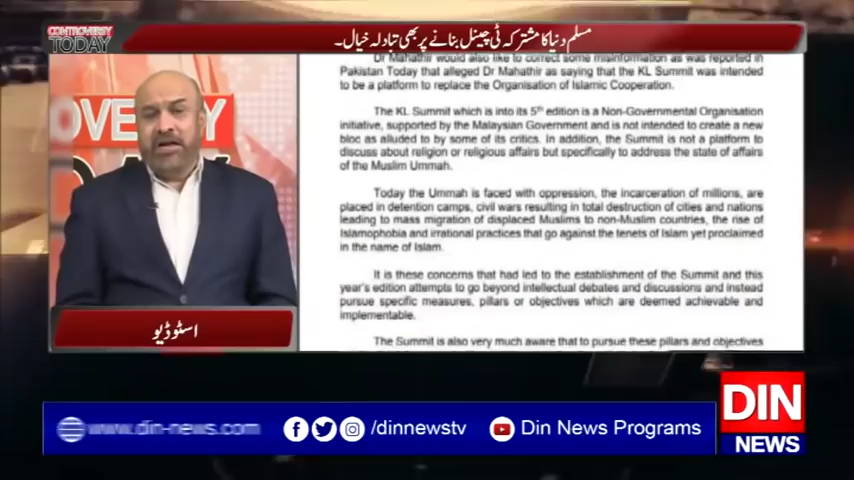 CONTROVERSY
TODAY
مسلم دنیا کا مشترکہ ٹی چینل بنانے پر بھی تبادلہ خیال۔
OVE
Y
DA
Dr Mahathir would also like to correct some misinformation as was reported in
Pakistan Today that alleged Dr Mahathir as saying that the KL Summit was intended
to be a platform to replace the Organisation of Islamic Cooperation.
The KL Summit which is into its 5th edition is a Non-Governmental Organisation
initiative, supported by the Malaysian Government and is not intended to create a new
bloc as alluded to by some of its critics. In addition, the Summit is not a platform to
discuss about religion or religious affairs but specifically to address the state of affairs
of the Muslim Ummah.
Today the Ummah is faced with oppression, the incarceration of millions, are
placed in detention camps, civil wars resulting in total destruction of cities and nations
leading to mass migration of displaced Muslims to non-Muslim countries, the rise of
Islamophobia and irrational practices that go against the tenets of Islam yet proclaimed
in the name of Islam.
It is these concerns that had led to the establishment of the Summit and this
year's edition attempts to go beyond intellectual debates and discussions and instead
pursue specific measures, pillars or objectives which are deemed achievable and
implementable.
The Summit is also very much aware that to pursue these pillars and objectives
اسٹوڈیو
www.din-news.com
/dinnewstv
Din News Programs
DIN
NEWS